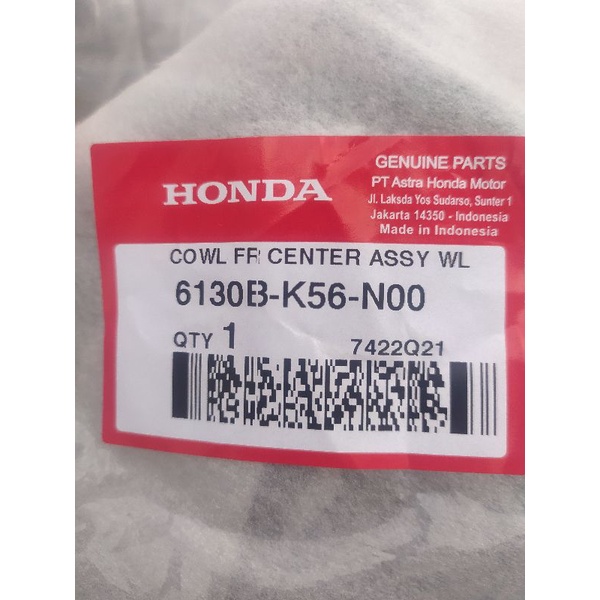 HONDA
GENUINE PARTS
PT Astra Honda Motor
Jl. Laksda Yos Sudarso, Sunter 1
Jakarta 14350 - Indonesia
Made in Indonesia
COWL FR CENTER ASSY WL
6130B-K56-N00
QTY 1
7422Q21